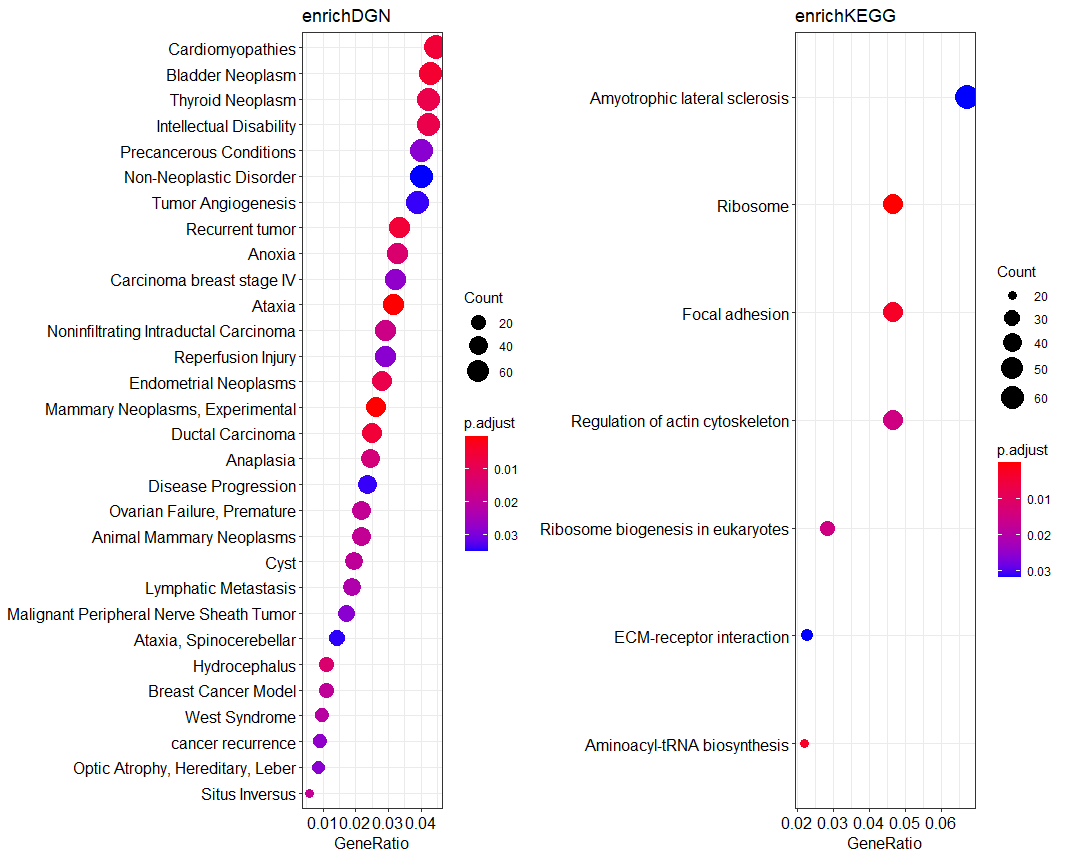 enrichDGN
Cardiomyopathies
Bladder Neoplasm
Thyroid Neoplasm
Intellectual Disability
Precancerous Conditions
Non-Neoplastic Disorder
Tumor Angiogenesis
Recurrent tumor
Anoxia
Carcinoma breast stage IV
Ataxia
Noninfiltrating Intraductal Carcinoma
Reperfusion Injury
Endometrial Neoplasms
Mammary Neoplasms, Experimental
Ductal Carcinoma
Anaplasia
Disease Progression
Ovarian Failure, Premature
Animal Mammary Neoplasms
Cyst
Lymphatic Metastasis
Malignant Peripheral Nerve Sheath Tumor
Ataxia, Spinocerebellar
Hydrocephalus
Breast Cancer Model
West Syndrome
cancer recurrence
Optic Atrophy, Hereditary, Leber
Situs Inversus
0.01 0.02 0.03 0.04
GeneRatio
Count
20
40
60
p.adjust
0.01
0.02
0.03
enrichKEGG
Amyotrophic lateral sclerosis
Ribosome
Focal adhesion
Regulation of actin cytoskeleton
Ribosome biogenesis in eukaryotes
ECM-receptor interaction
Aminoacyl-tRNA biosynthesis
0.02 0.03 0.04 0.05 0.06
GeneRatio
Count
20
30
40
50
60
p.adjust
0.01
0.02
0.03